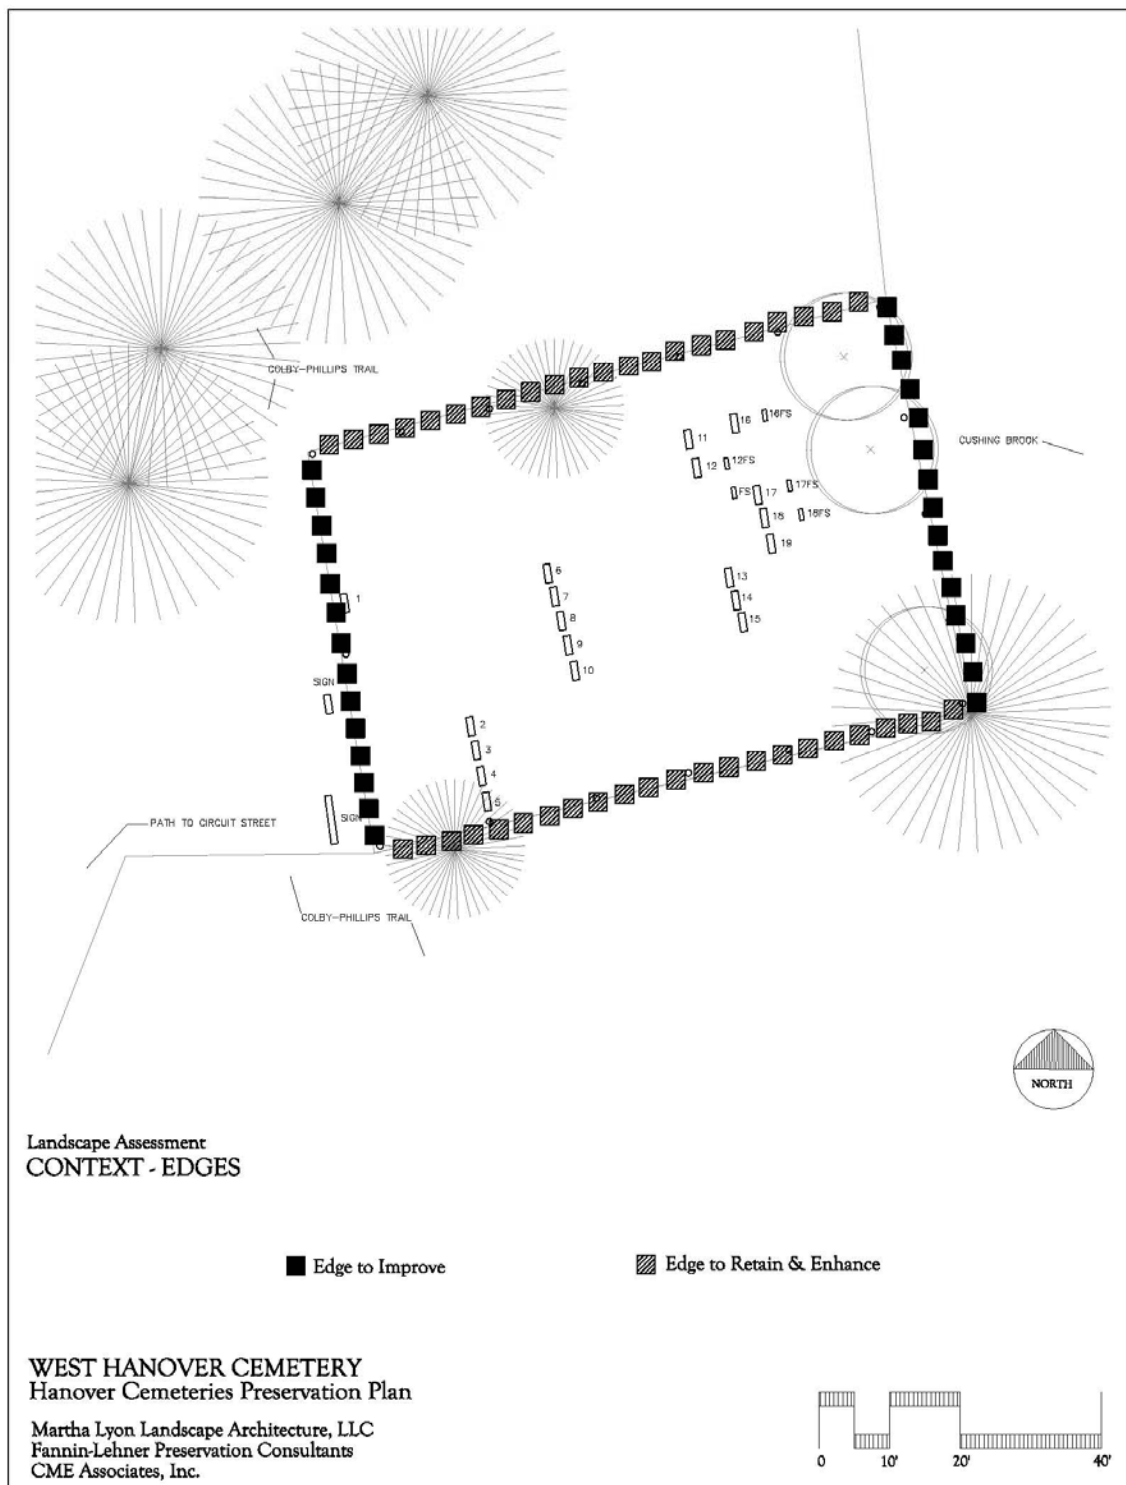 COLBY-PHILLIPS TRAIL
CUSHING BROOK
16
16FS
11
12
12FS
FS
17
17FS
18
18FS
19
6
13
7
14
8
15
9
10
1
SIGN
2
3
4
5
SIGN
PATH TO CIRCUIT STREET
COLBY-PHILLIPS TRAIL
NORTH
Landscape Assessment
CONTEXT - EDGES
Edge to Improve
Edge to Retain & Enhance
WEST HANOVER CEMETERY
Hanover Cemeteries Preservation Plan
Martha Lyon Landscape Architecture, LLC
Fannin-Lehner Preservation Consultants
CME Associates, Inc.
0 10' 20' 40'